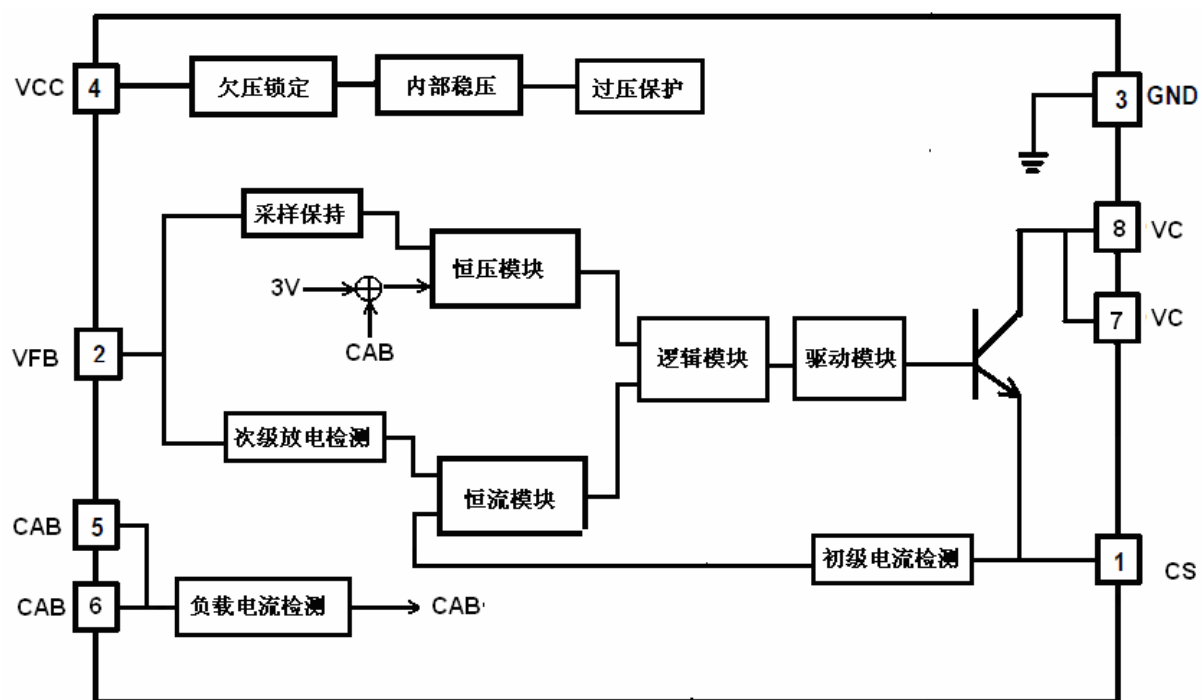 VCC
4
欠压锁定
内部稳压
过压保护
3
GND
采样保持
8
VC
恒压模块
3V
7
VC
CAB
VFB
2
逻辑模块
驱动模块
次级放电检测
恒流模块
CAB
5
初级电流检测
1
CS
CAB
6
负载电流检测
CAB